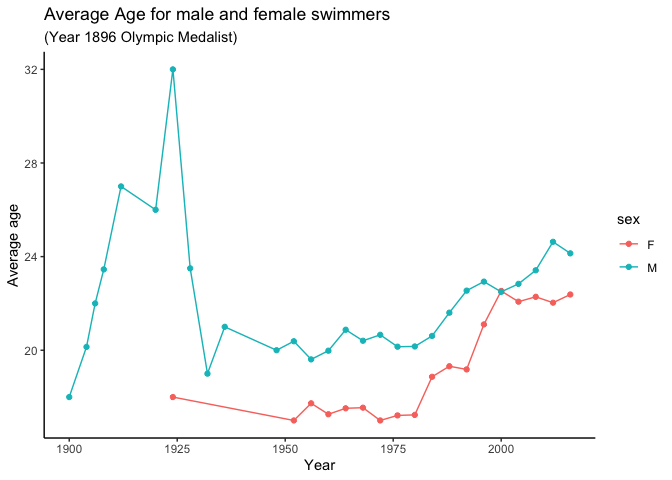 Average Age for male and female swimmers
(Year 1896 Olympic Medalist)
32
28
24
20
Average age
1900
1925
1950
1975
2000
Year
sex
F
M